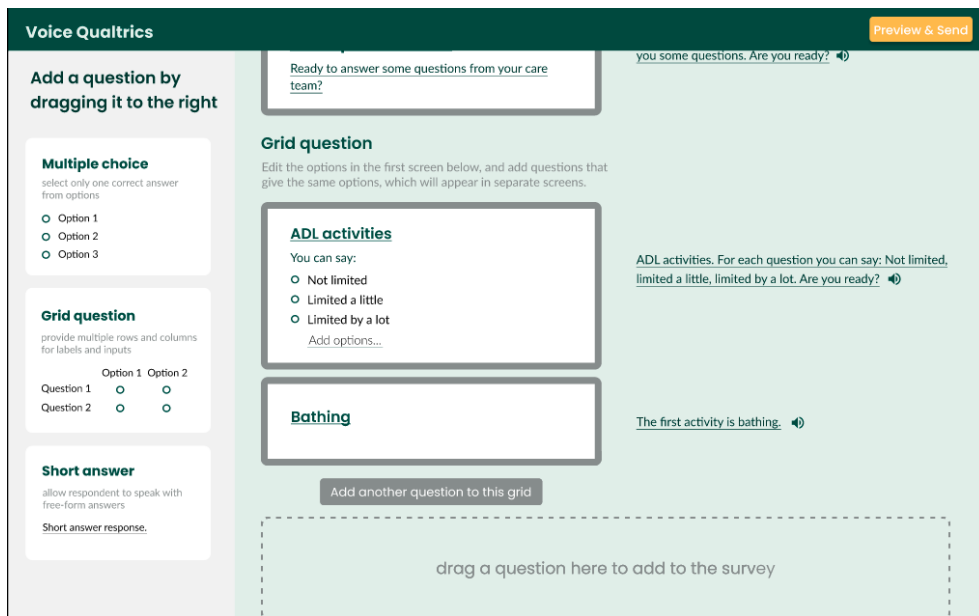 Voice Qualtrics
Preview & Send
Add a question by
dragging it to the right
Multiple choice
select only one correct answer
from options
Option 1
Option 2
Option 3
Grid question
provide multiple rows and columns
for labels and inputs
Option 1 Option 2
Question 1
Question 2
Short answer
allow respondent to speak with
free-form answers
Short answer response.
Ready to answer some questions from your care
team?
you some questions. Are you ready?
Grid question
Edit the options in the first screen below, and add questions that
give the same options, which will appear in separate screens.
ADL activities
You can say:
Not limited
Limited a little
Limited by a lot
Add options...
ADL activities. For each question you can say: Not limited,
limited a little, limited by a lot. Are you ready?
Bathing
The first activity is bathing.
Add another question to this grid
drag a question here to add to the survey